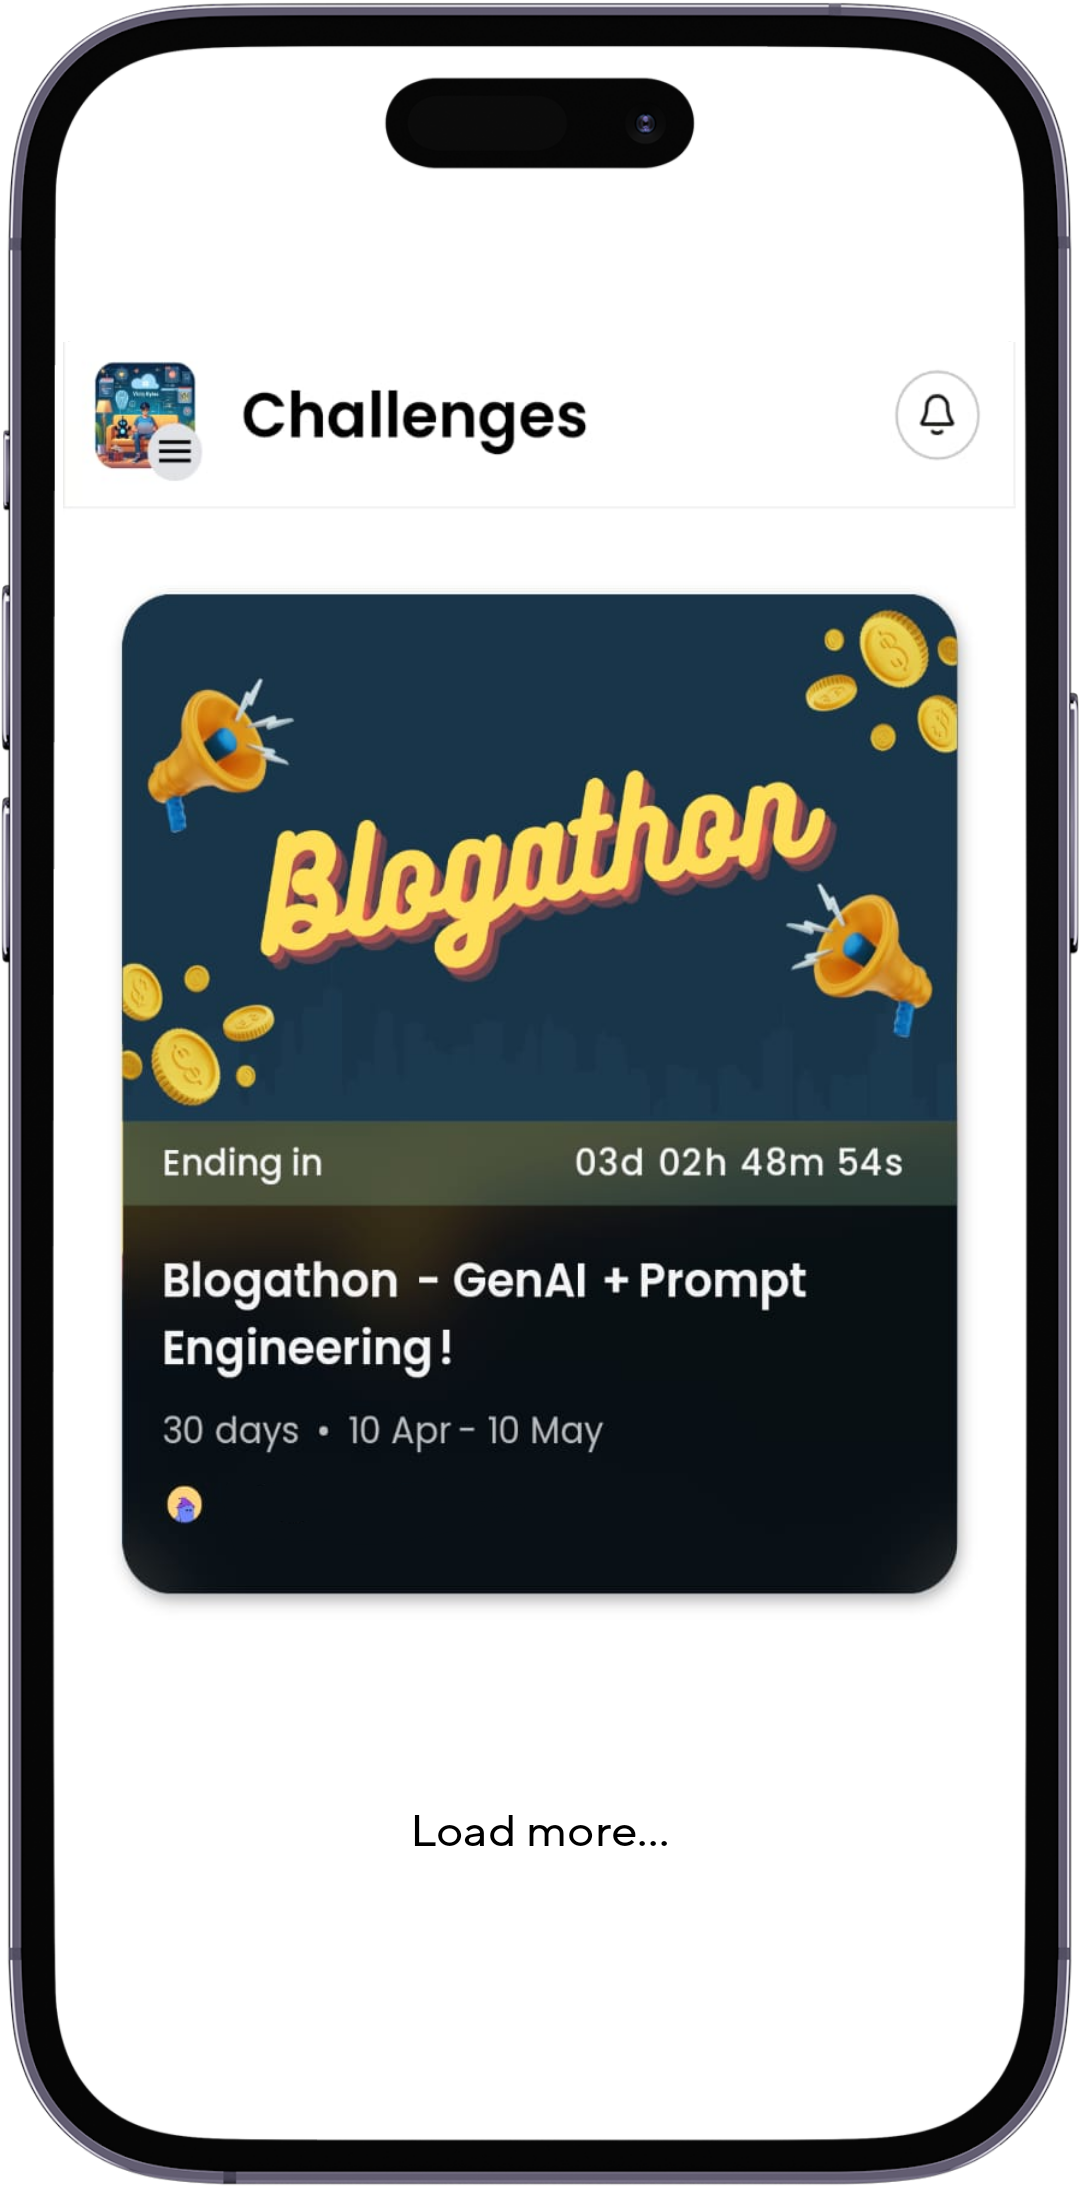 Challenges
Blogathon
Ending in 03d 02h 48m 54s
Blogathon - GenAI + Prompt
Engineering!
30 days • 10 Apr - 10 May
Load more...